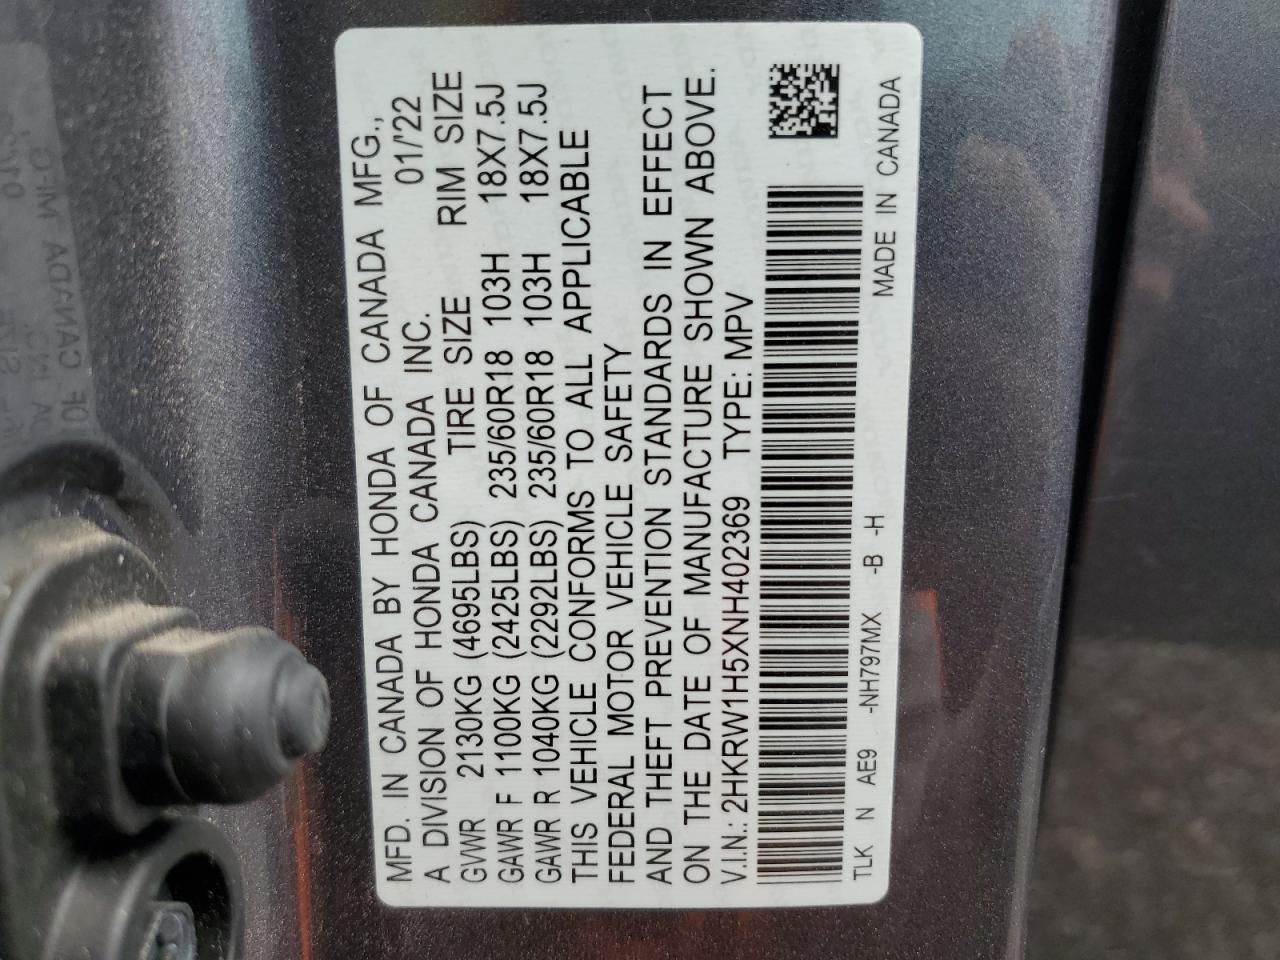 MFD. IN CANADA BY HONDA OF CANADA MFG.,
A DIVISION OF HONDA CANADA INC. 01/'22
GVWR 2130KG (4695LBS) TIRE SIZE RIM SIZE
GAWR F 1100KG (2425LBS) 235/60R18 103H 18X7.5J
GAWR R 1040KG (2292LBS) 235/60R18 103H 18X7.5J
THIS VEHICLE CONFORMS TO ALL APPLICABLE
FEDERAL MOTOR VEHICLE SAFETY
AND THEFT PREVENTION STANDARDS IN EFFECT
ON THE DATE OF MANUFACTURE SHOWN ABOVE.
V.I.N.: 2HKRW1H5XNH402369 TYPE: MPV
TLK N AE9 -NH797MX -B -H MADE IN CANADA